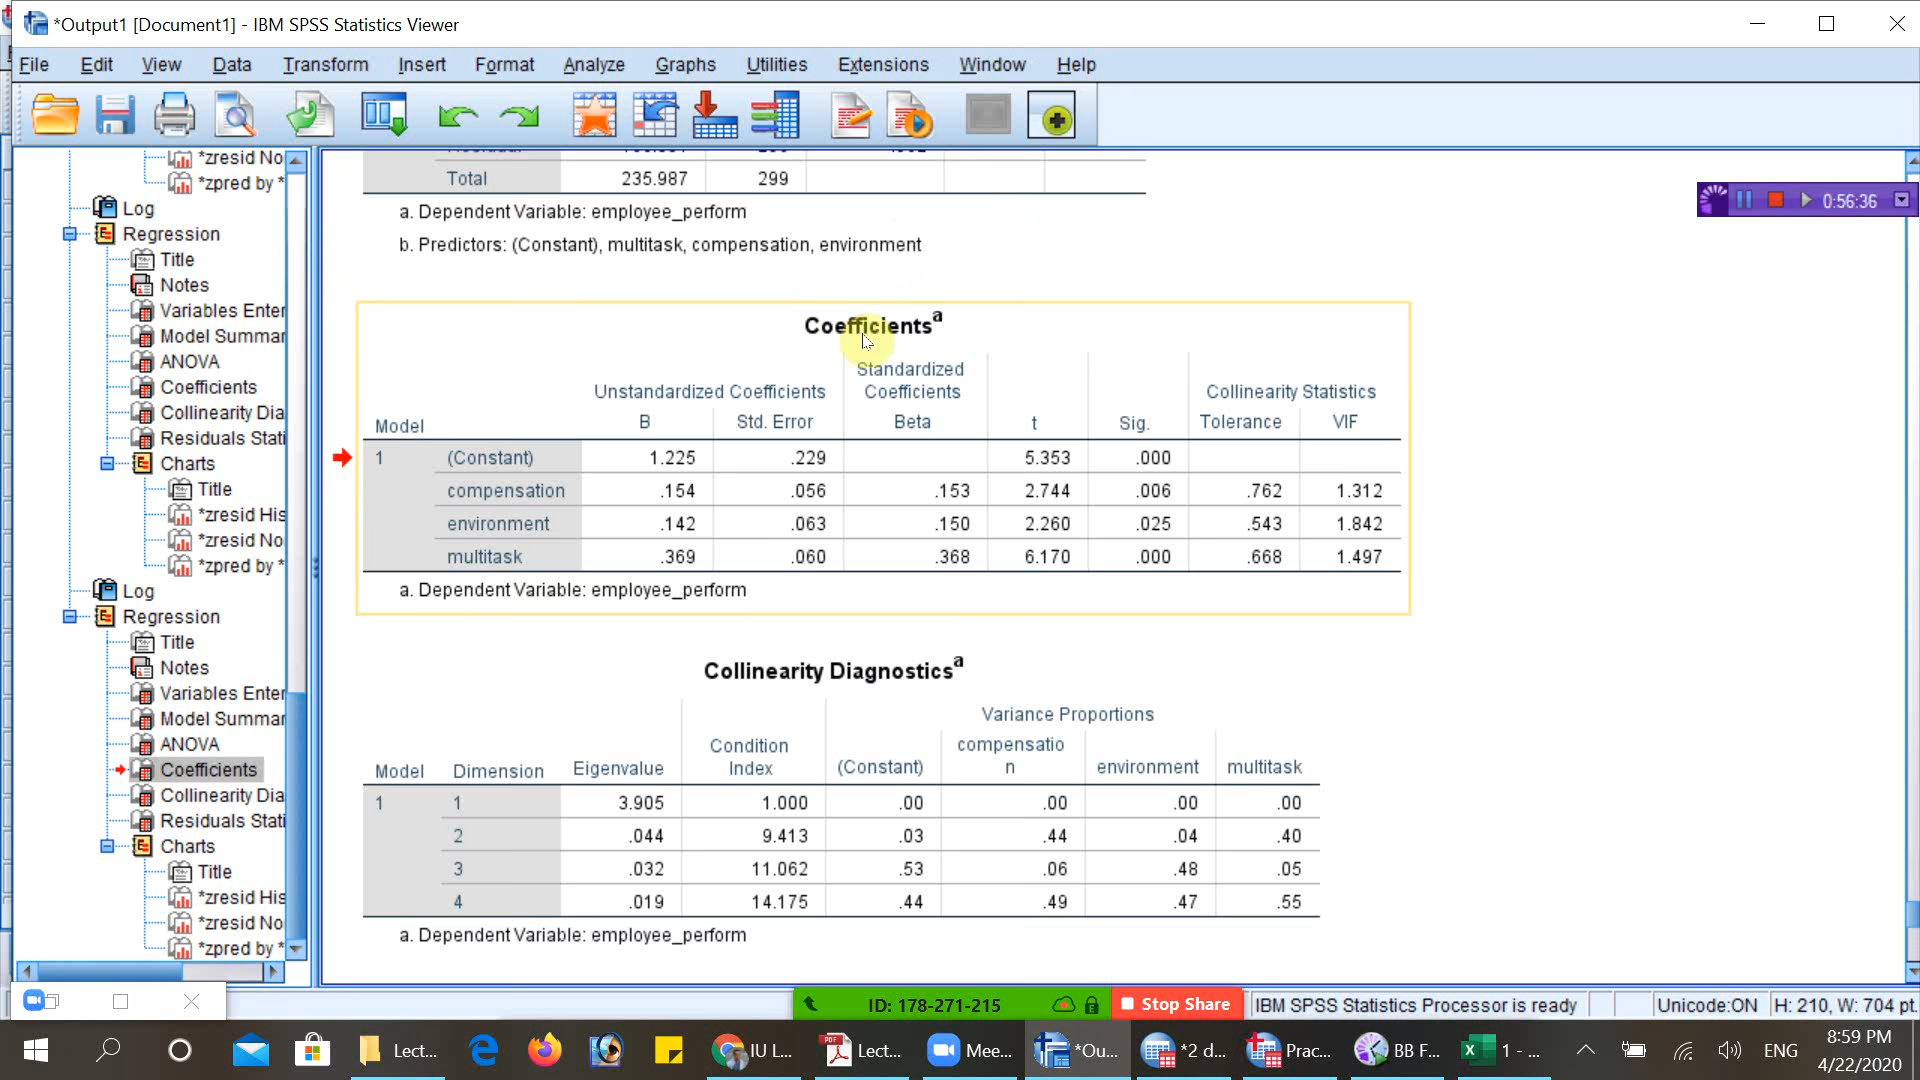 *Output1 [Document1] - IBM SPSS Statistics Viewer
File Edit View Data Transform Insert Format Analyze Graphs Utilities Extensions Window Help
*zresid No
*zpred by *
Log
Regression
Title
Notes
Variables Enter
Model Summar
ANOVA
Coefficients
Collinearity Dia
Residuals Stati
Charts
Title
*zresid His
*zresid No
*zpred by *
Log
Regression
Title
Notes
Variables Enter
Model Summar
ANOVA
Coefficients
Collinearity Dia
Residuals Stati
Charts
Title
*zresid His
*zresid No
*zpred by *
Total 235.987 299
a. Dependent Variable: employee_perform
b. Predictors: (Constant), multitask, compensation, environment
0:56:36
Coefficientsa
Unstandardized Coefficients Standardized Coefficients Collinearity Statistics
Model B Std. Error Beta t Sig. Tolerance VIF
1 (Constant) 1.225 .229 5.353 .000
compensation .154 .056 .153 2.744 .006 .762 1.312
environment .142 .063 .150 2.260 .025 .543 1.842
multitask .369 .060 .368 6.170 .000 .668 1.497
a. Dependent Variable: employee_perform
Collinearity Diagnosticsa
Variance Proportions
Model Dimension Eigenvalue Condition Index (Constant) compensatio n environment multitask
1 1 3.905 1.000 .00 .00 .00 .00
2 .044 9.413 .03 .44 .04 .40
3 .032 11.062 .53 .06 .48 .05
4 .019 14.175 .44 .49 .47 .55
a. Dependent Variable: employee_perform
ID: 178-271-215 Stop Share IBM SPSS Statistics Processor is ready Unicode:ON H: 210, W: 704 pt.
Lect... IU L... Lect... Mee... *Ou... *2 d... Prac... BB F... 1 - ... ENG 8:59 PM
4/22/2020